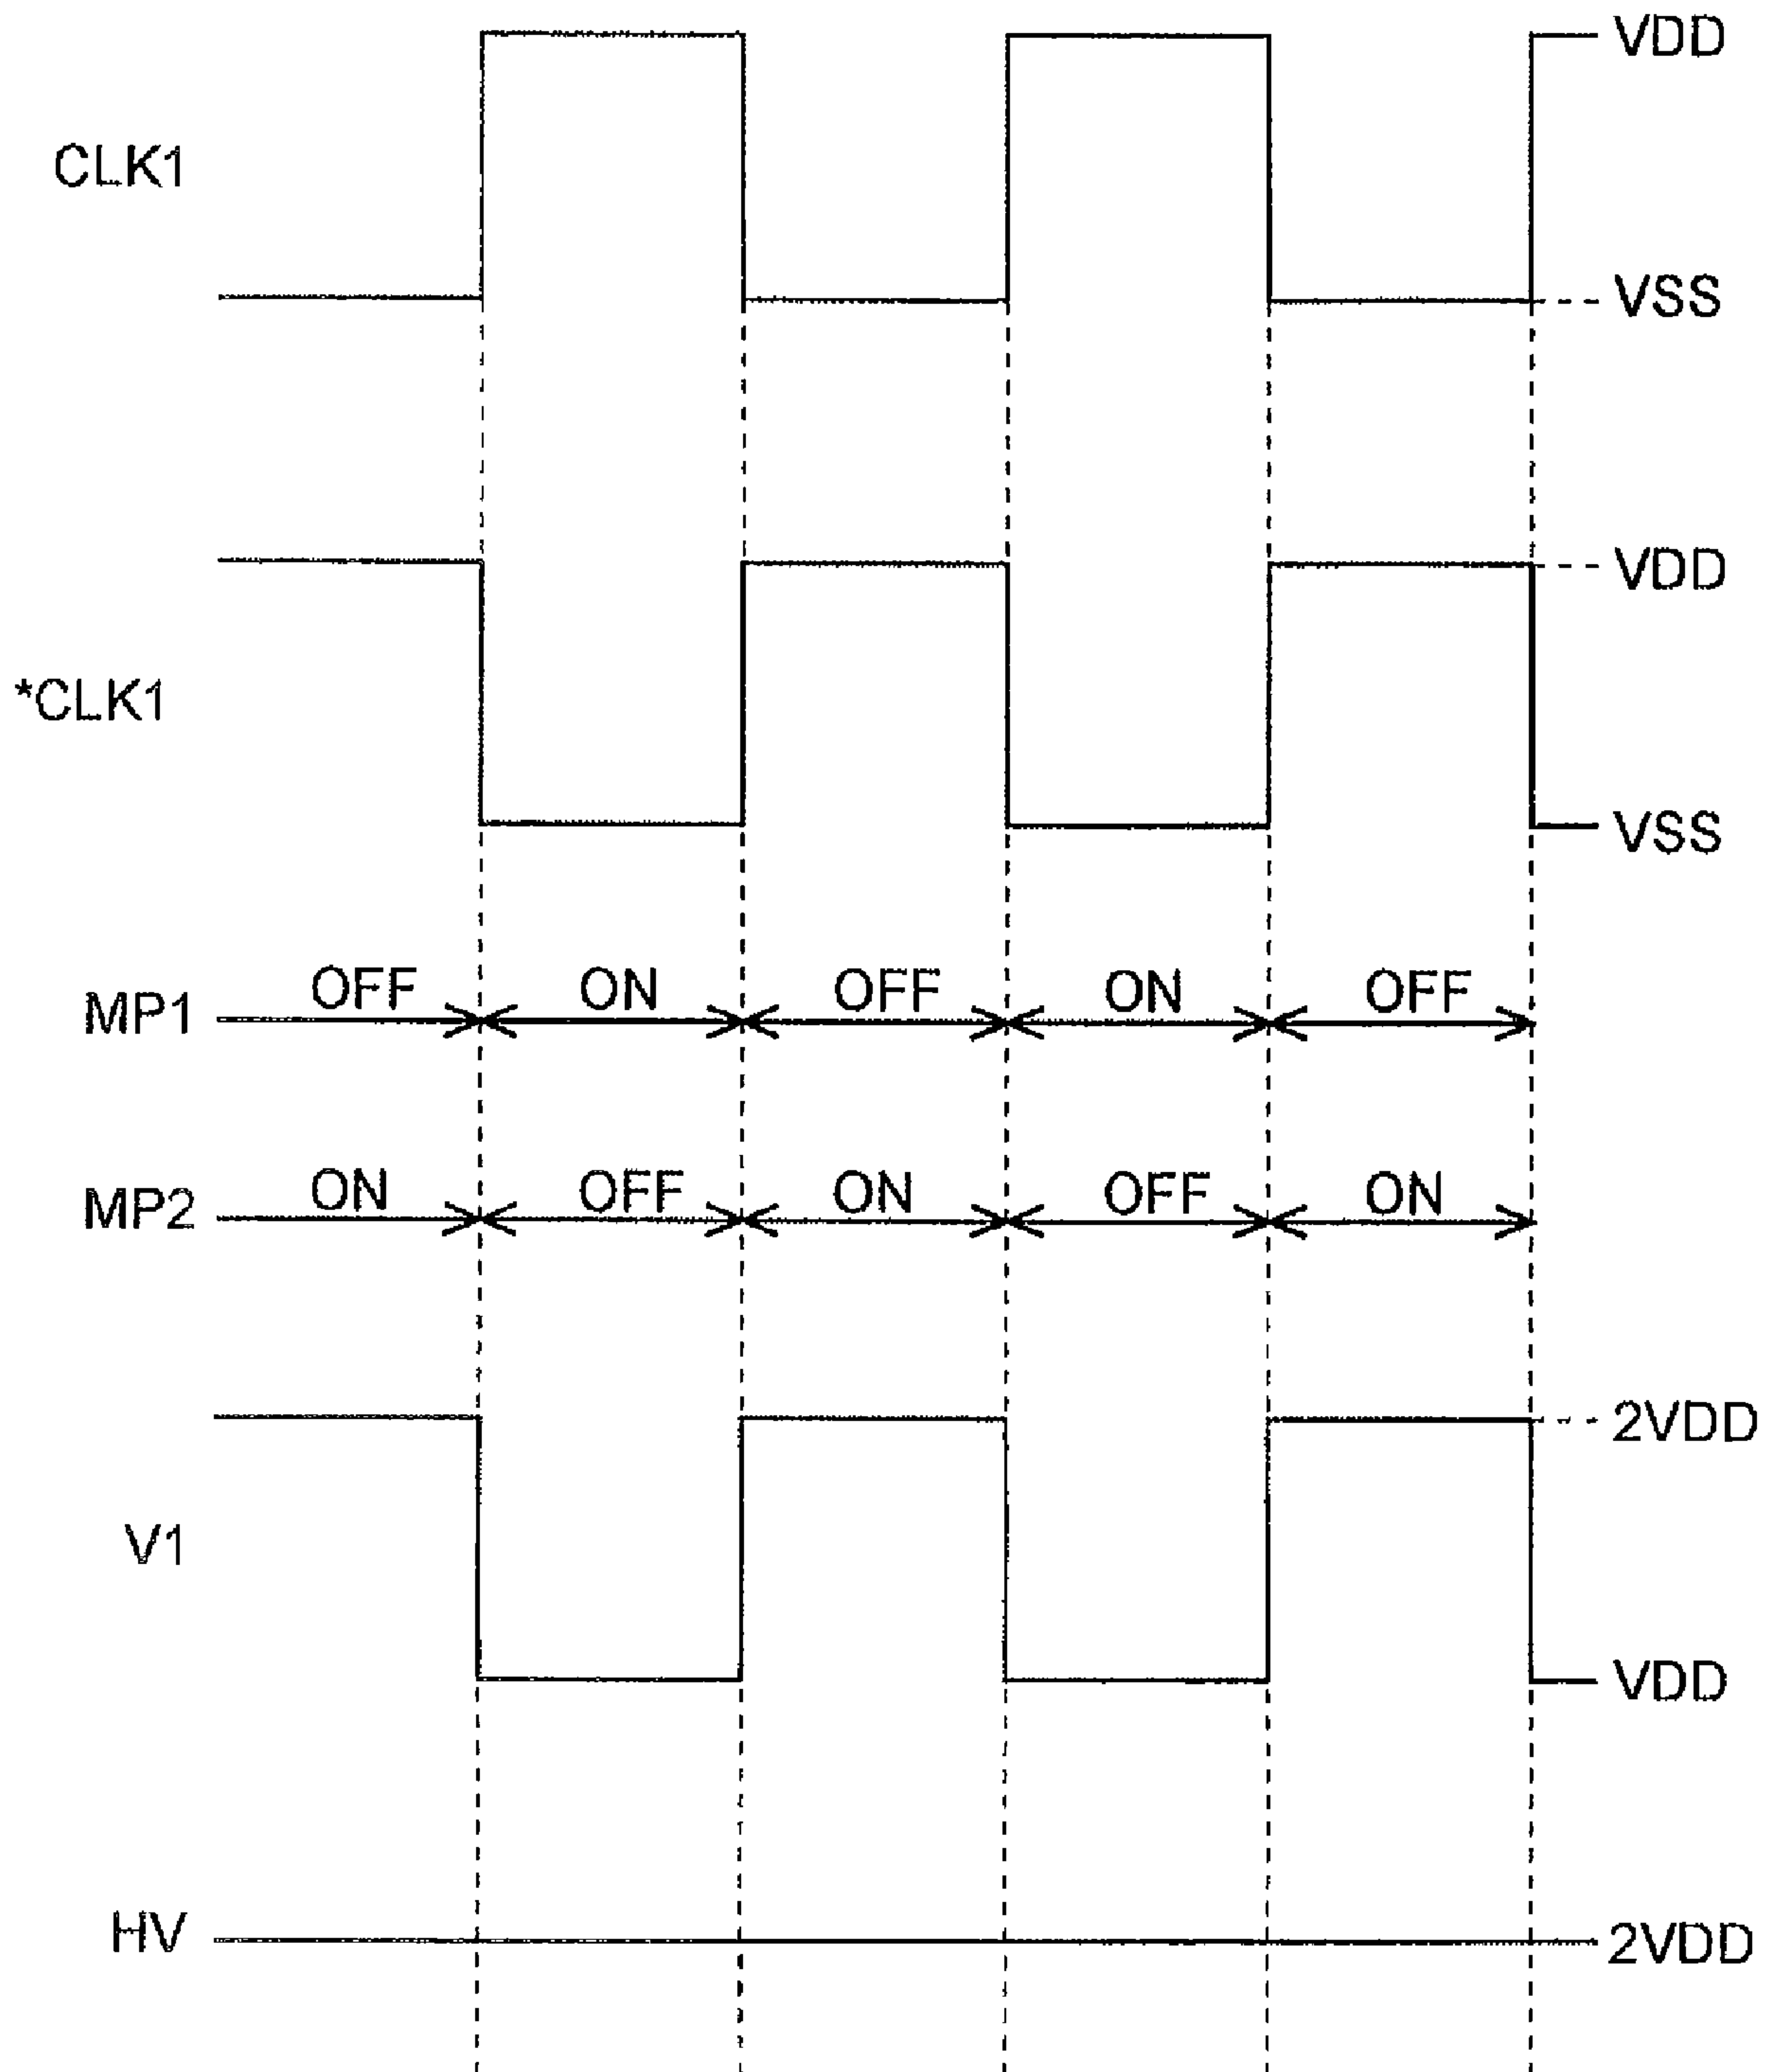 VDD
CLK1
VSS
VDD
*CLK1
VSS
MP1 OFF ON OFF ON OFF
MP2 ON OFF ON OFF ON
2VDD
V1
VDD
HV 2VDD